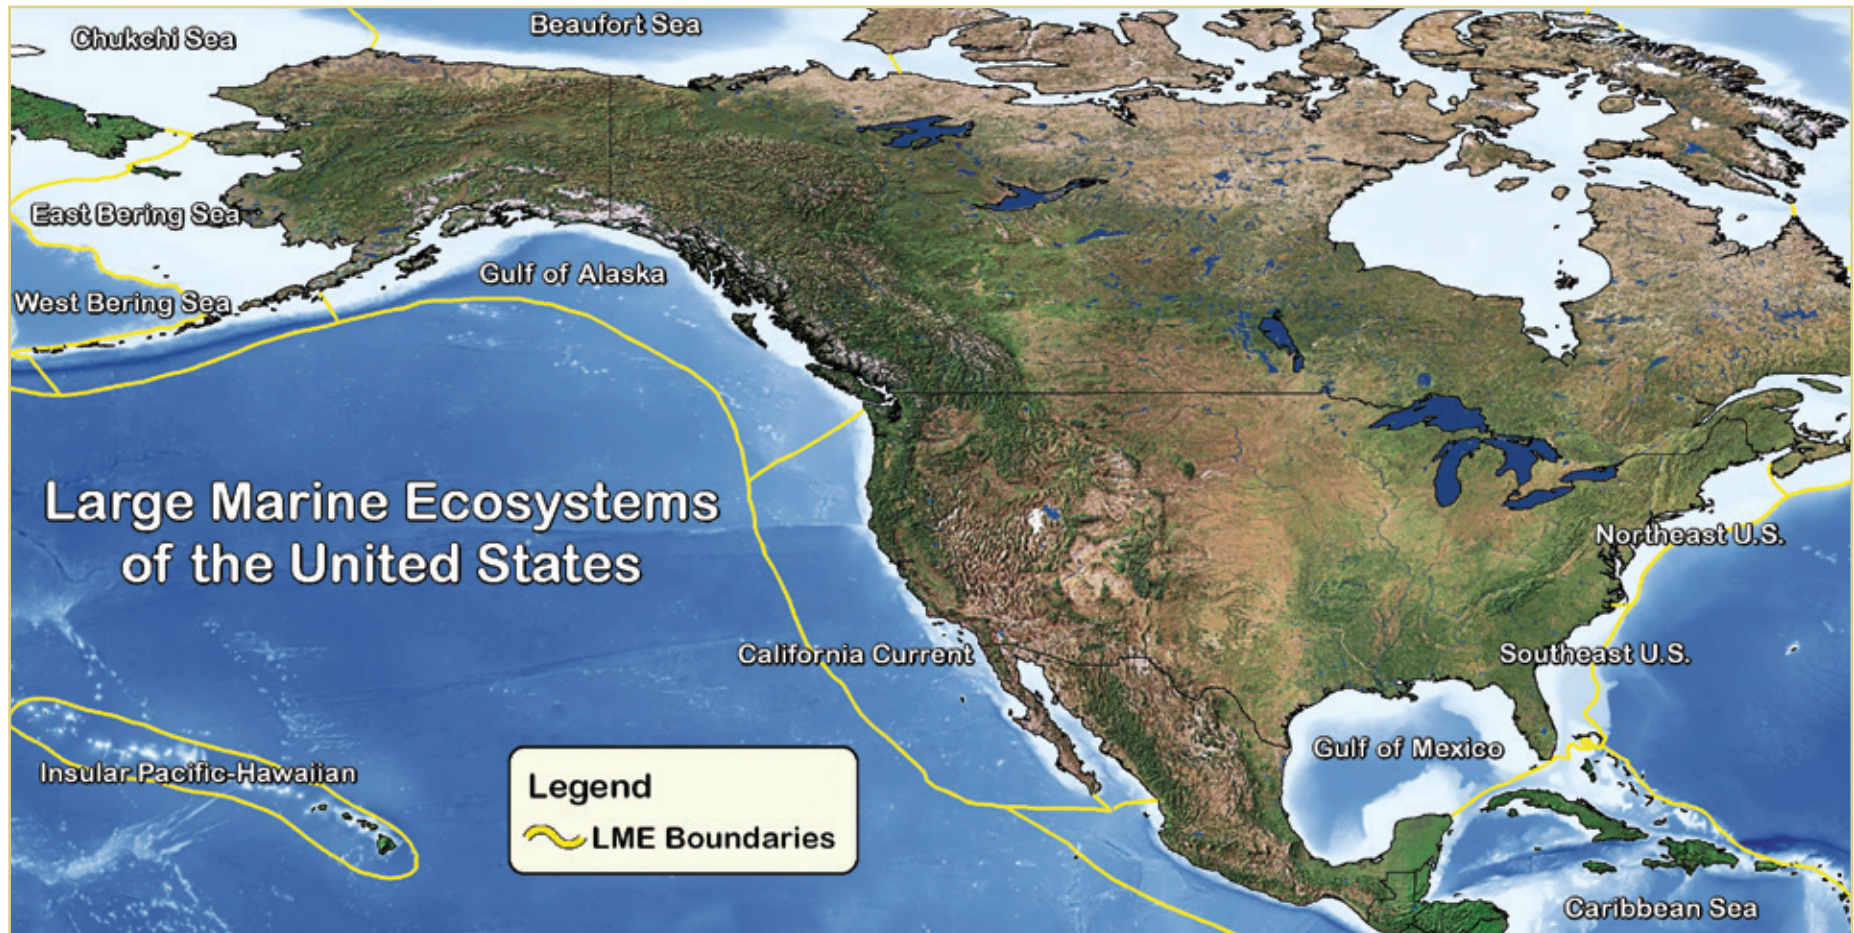 Chukchi Sea
Beaufort Sea
East Bering Sea
Gulf of Alaska
West Bering Sea
Large Marine Ecosystems
of the United States
Northeast U.S.
California Current
Southeast U.S.
Gulf of Mexico
Insular Pacific-Hawaiian
Legend
LME Boundaries
Caribbean Sea